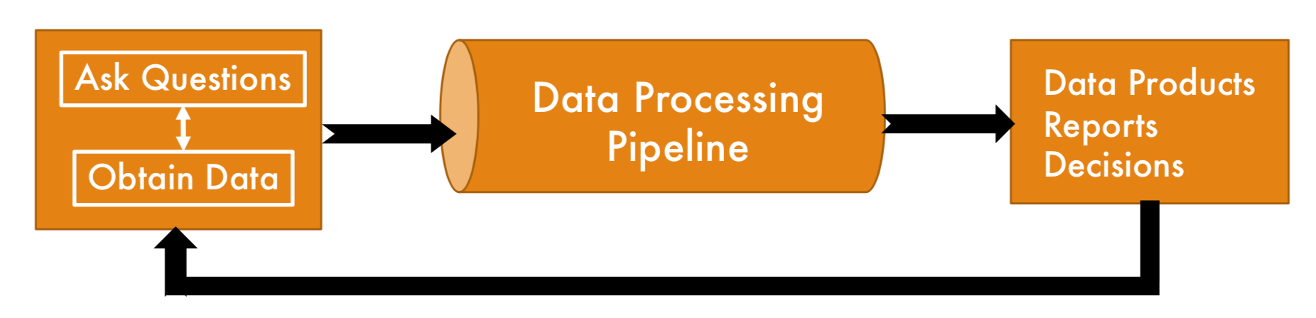 Ask Questions
Obtain Data
Data Processing
Pipeline
Data Products
Reports
Decisions